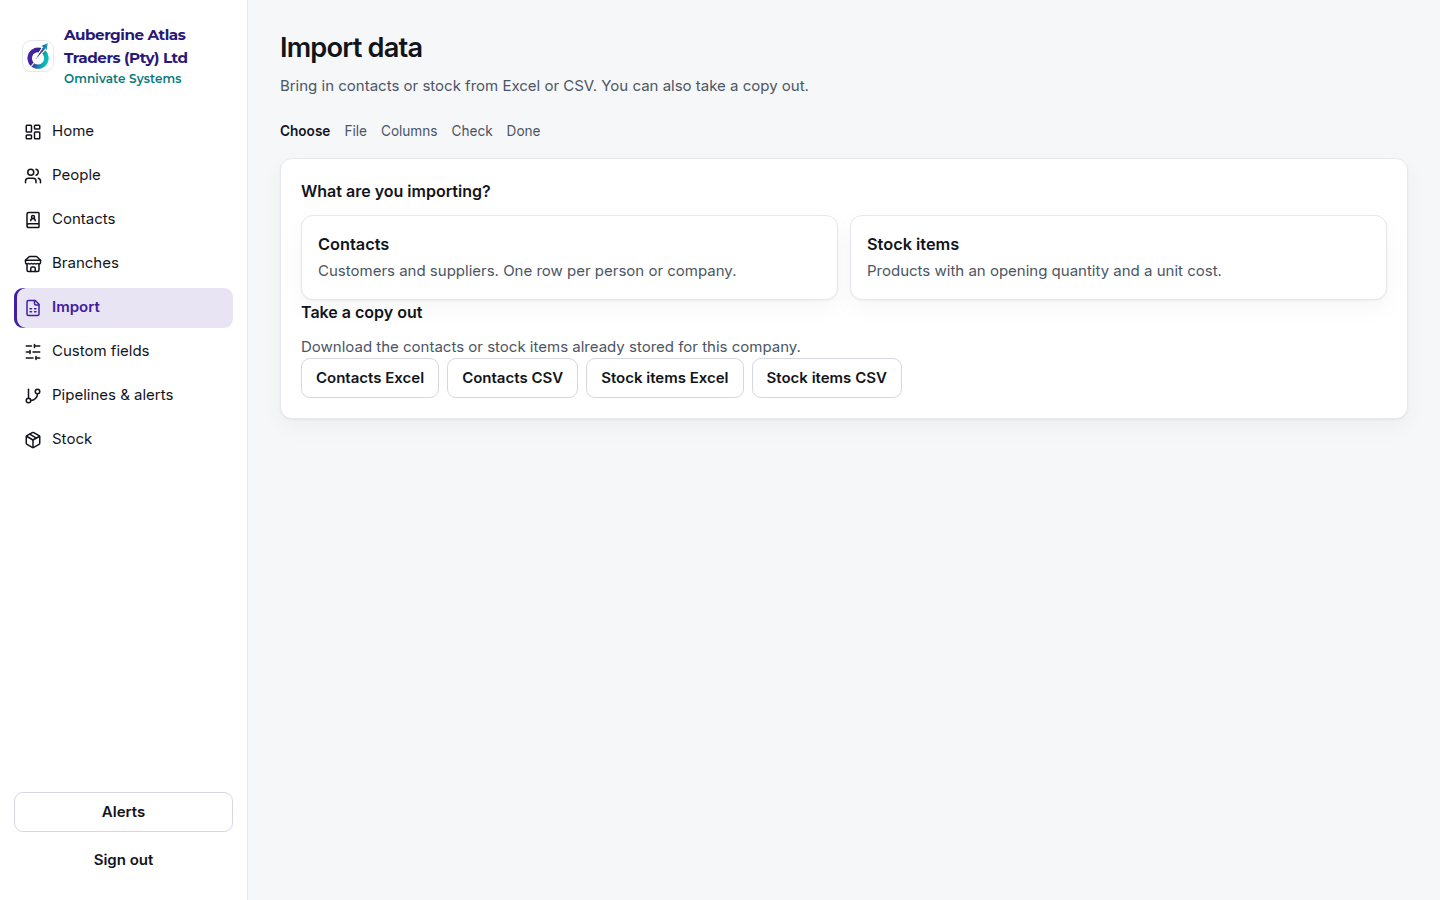 Aubergine Atlas
Traders (Pty) Ltd
Omnivate Systems
Home
People
Contacts
Branches
Import
Custom fields
Pipelines & alerts
Stock
Alerts
Sign out
Import data
Bring in contacts or stock from Excel or CSV. You can also take a copy out.
Choose File Columns Check Done
What are you importing?
Contacts
Customers and suppliers. One row per person or company.
Stock items
Products with an opening quantity and a unit cost.
Take a copy out
Download the contacts or stock items already stored for this company.
Contacts Excel Contacts CSV Stock items Excel Stock items CSV